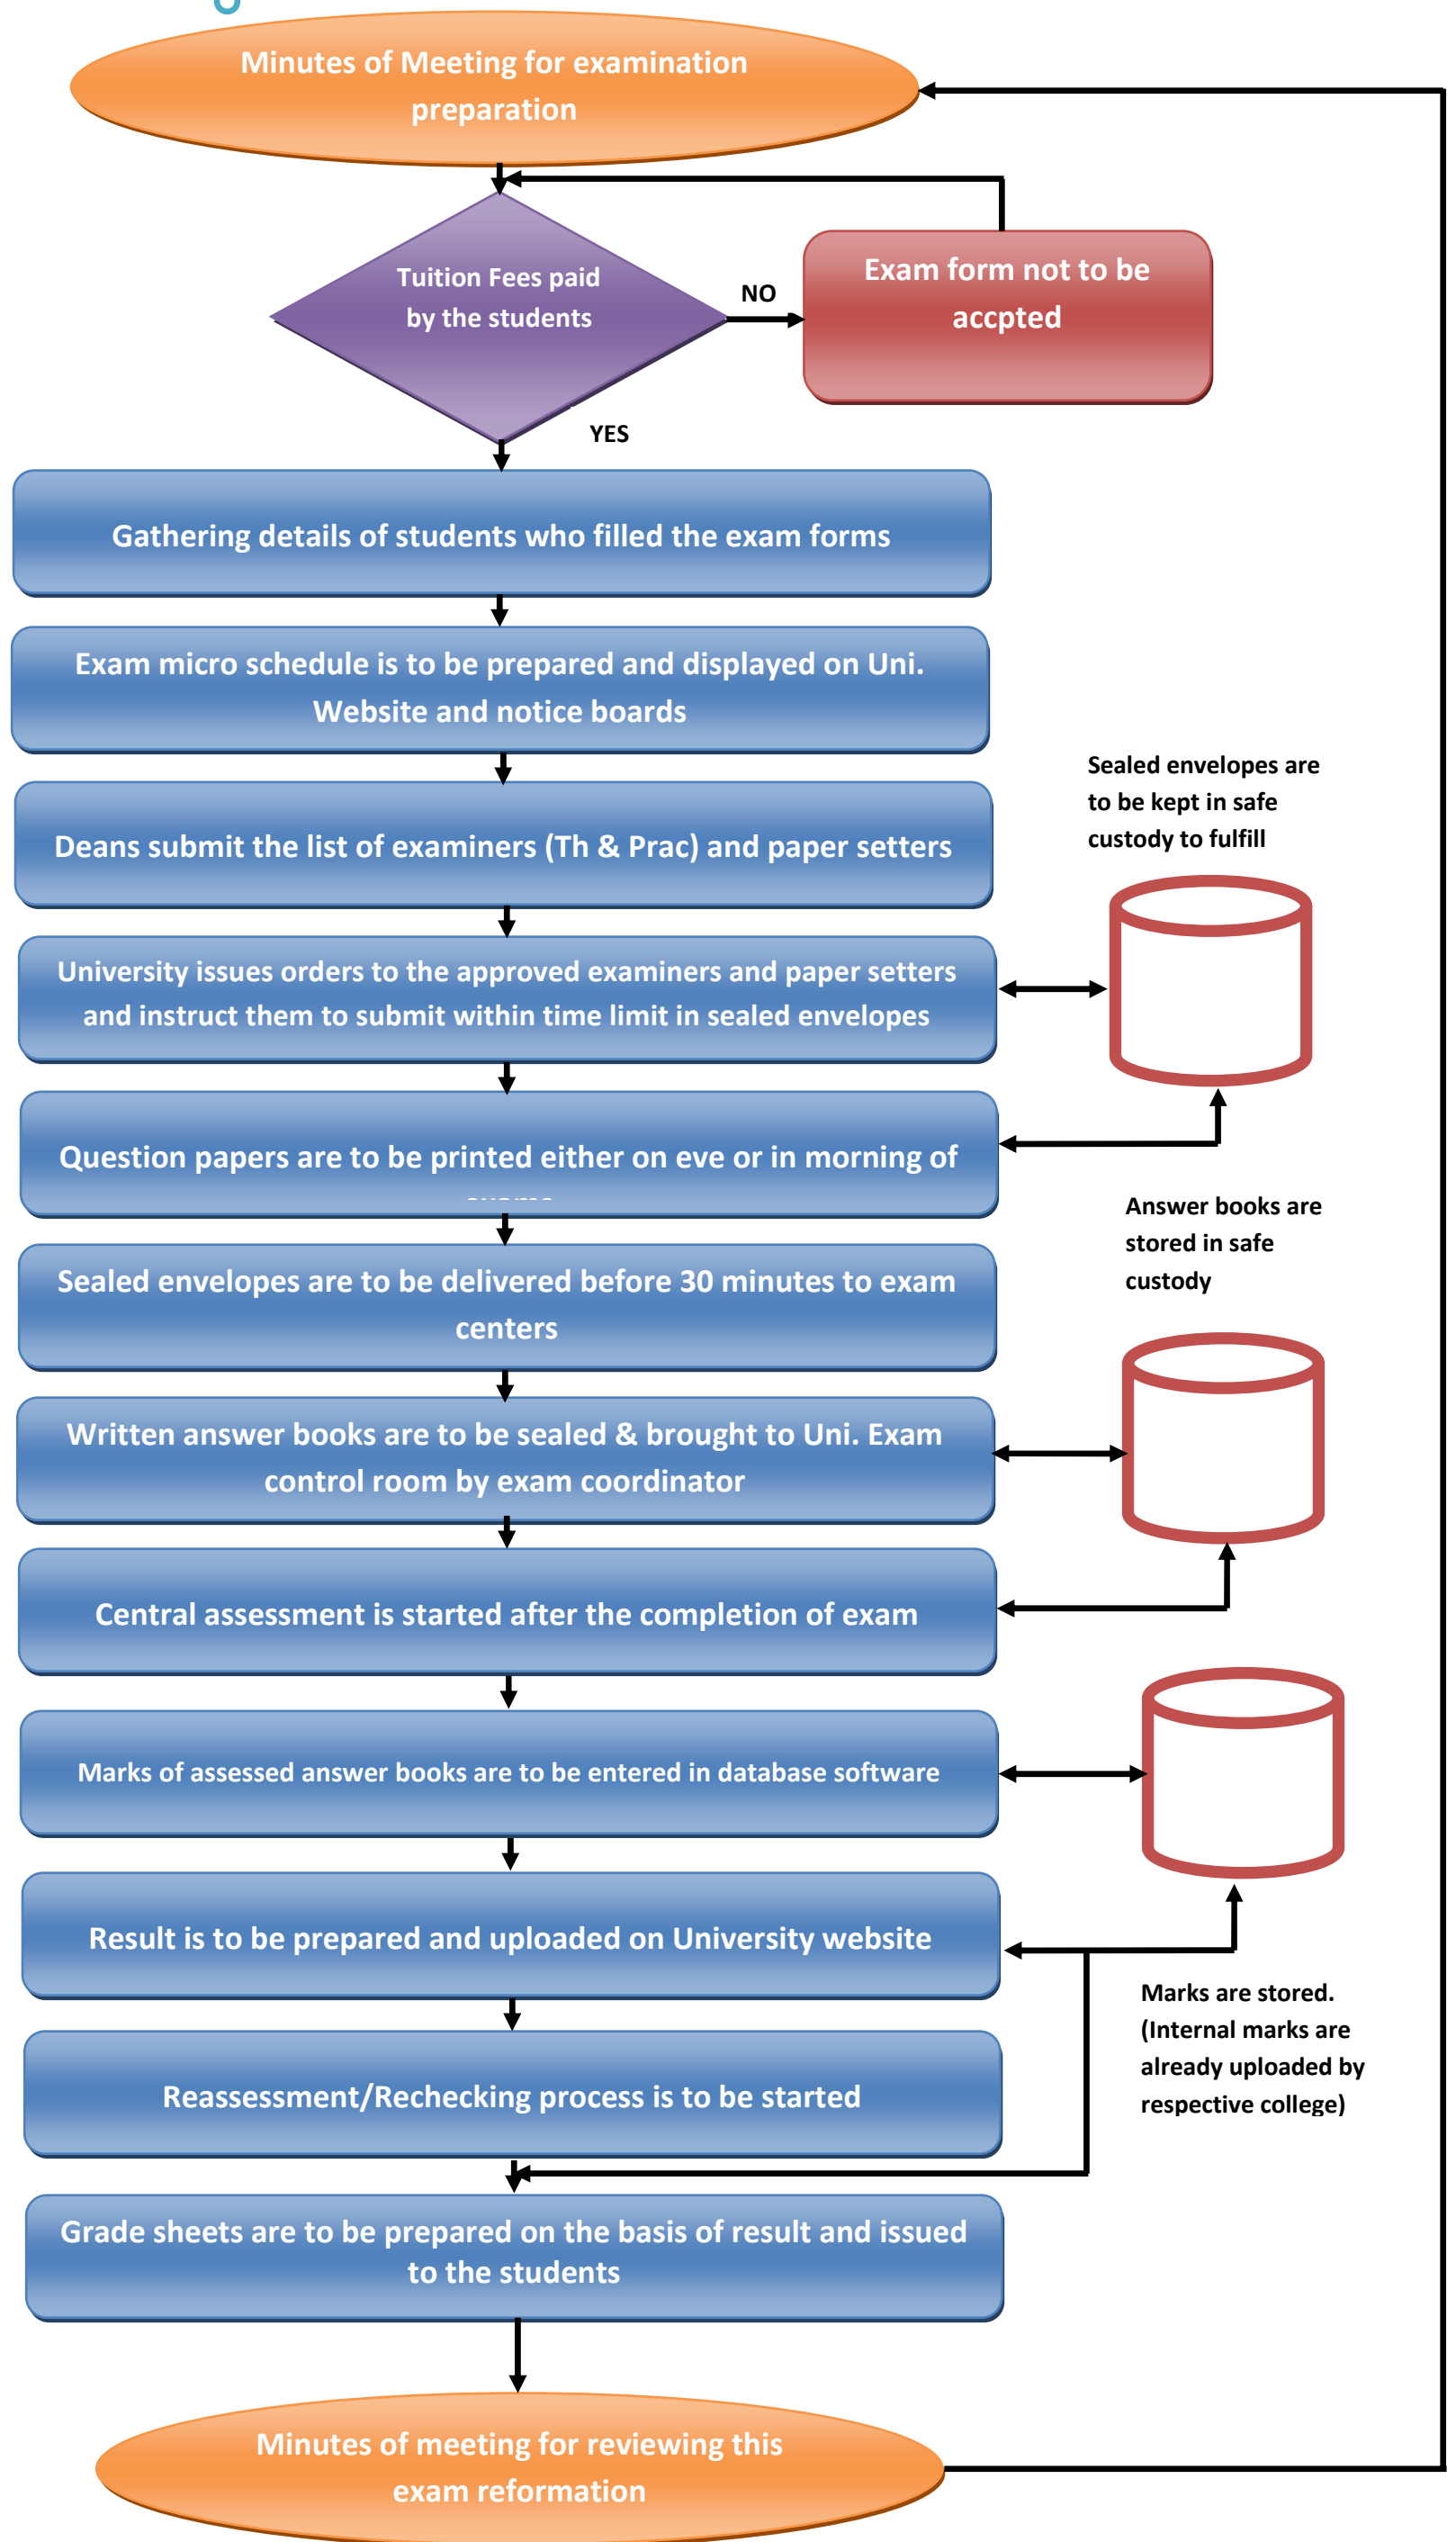 Minutes of Meeting for examination
preparation
Tuition Fees paid
by the students
NO
Exam form not to be
accpted
YES
Gathering details of students who filled the exam forms
Exam micro schedule is to be prepared and displayed on Uni.
Website and notice boards
Deans submit the list of examiners (Th & Prac) and paper setters
Sealed envelopes are
to be kept in safe
custody to fulfill
University issues orders to the approved examiners and paper setters
and instruct them to submit within time limit in sealed envelopes
Question papers are to be printed either on eve or in morning of
Answer books are
stored in safe
custody
Sealed envelopes are to be delivered before 30 minutes to exam
centers
Written answer books are to be sealed & brought to Uni. Exam
control room by exam coordinator
Central assessment is started after the completion of exam
Marks of assessed answer books are to be entered in database software
Result is to be prepared and uploaded on University website
Marks are stored.
(Internal marks are
already uploaded by
respective college)
Reassessment/Rechecking process is to be started
Grade sheets are to be prepared on the basis of result and issued
to the students
Minutes of meeting for reviewing this
exam reformation